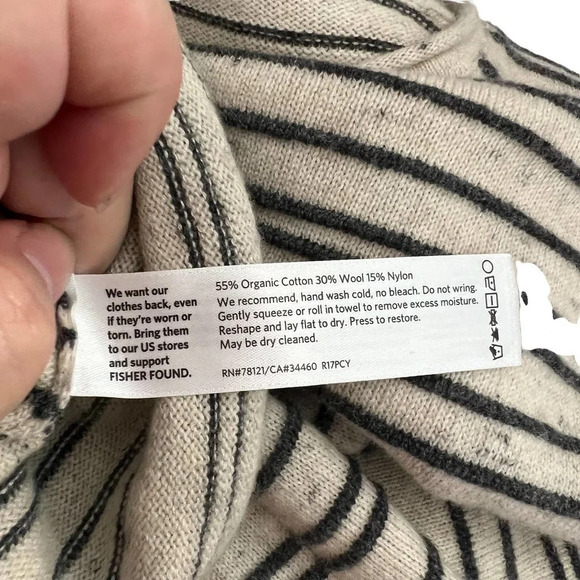 We want our
clothes back, even
if they're worn or
torn. Bring them
to our US stores
and support
FISHER FOUND.
55% Organic Cotton 30% Wool 15% Nylon
We recommend, hand wash cold, no bleach. Do not wring.
Gently squeeze or roll in towel to remove excess moisture.
Reshape and lay flat to dry. Press to restore.
May be dry cleaned.
RN#78121/CA#34460 R17PCY